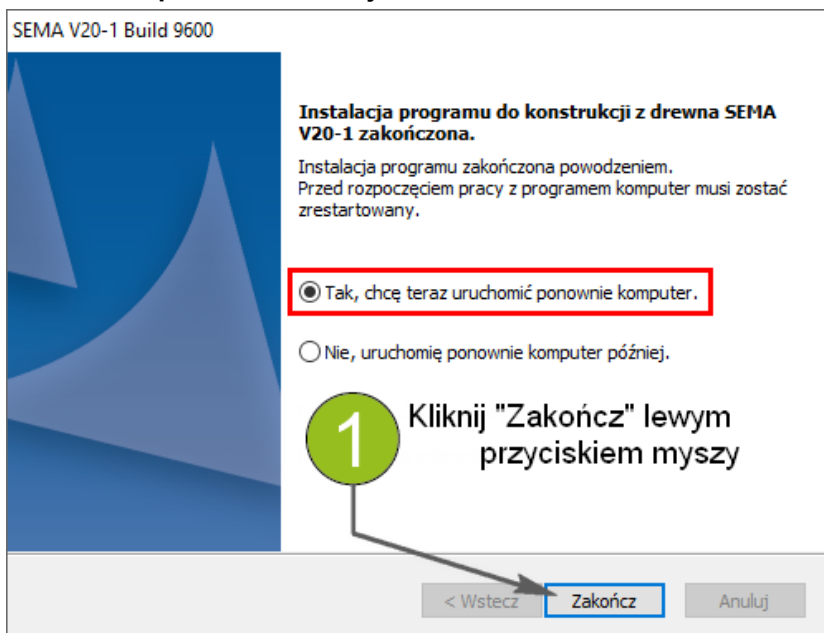 SEMA V20-1 Build 9600
Instalacja programu do konstrukcji z drewna SEMA
V20-1 zakończona.
Instalacja programu zakończona powodzeniem.
Przed rozpoczęciem pracy z programem komputer musi zostać
zrestartowany.
Tak, chcę teraz uruchomić ponownie komputer.
Nie, uruchomię ponownie komputer później.
1
Kliknij "Zakończ" lewym
przyciskiem myszy
< Wstecz
Zakończ
Anuluj